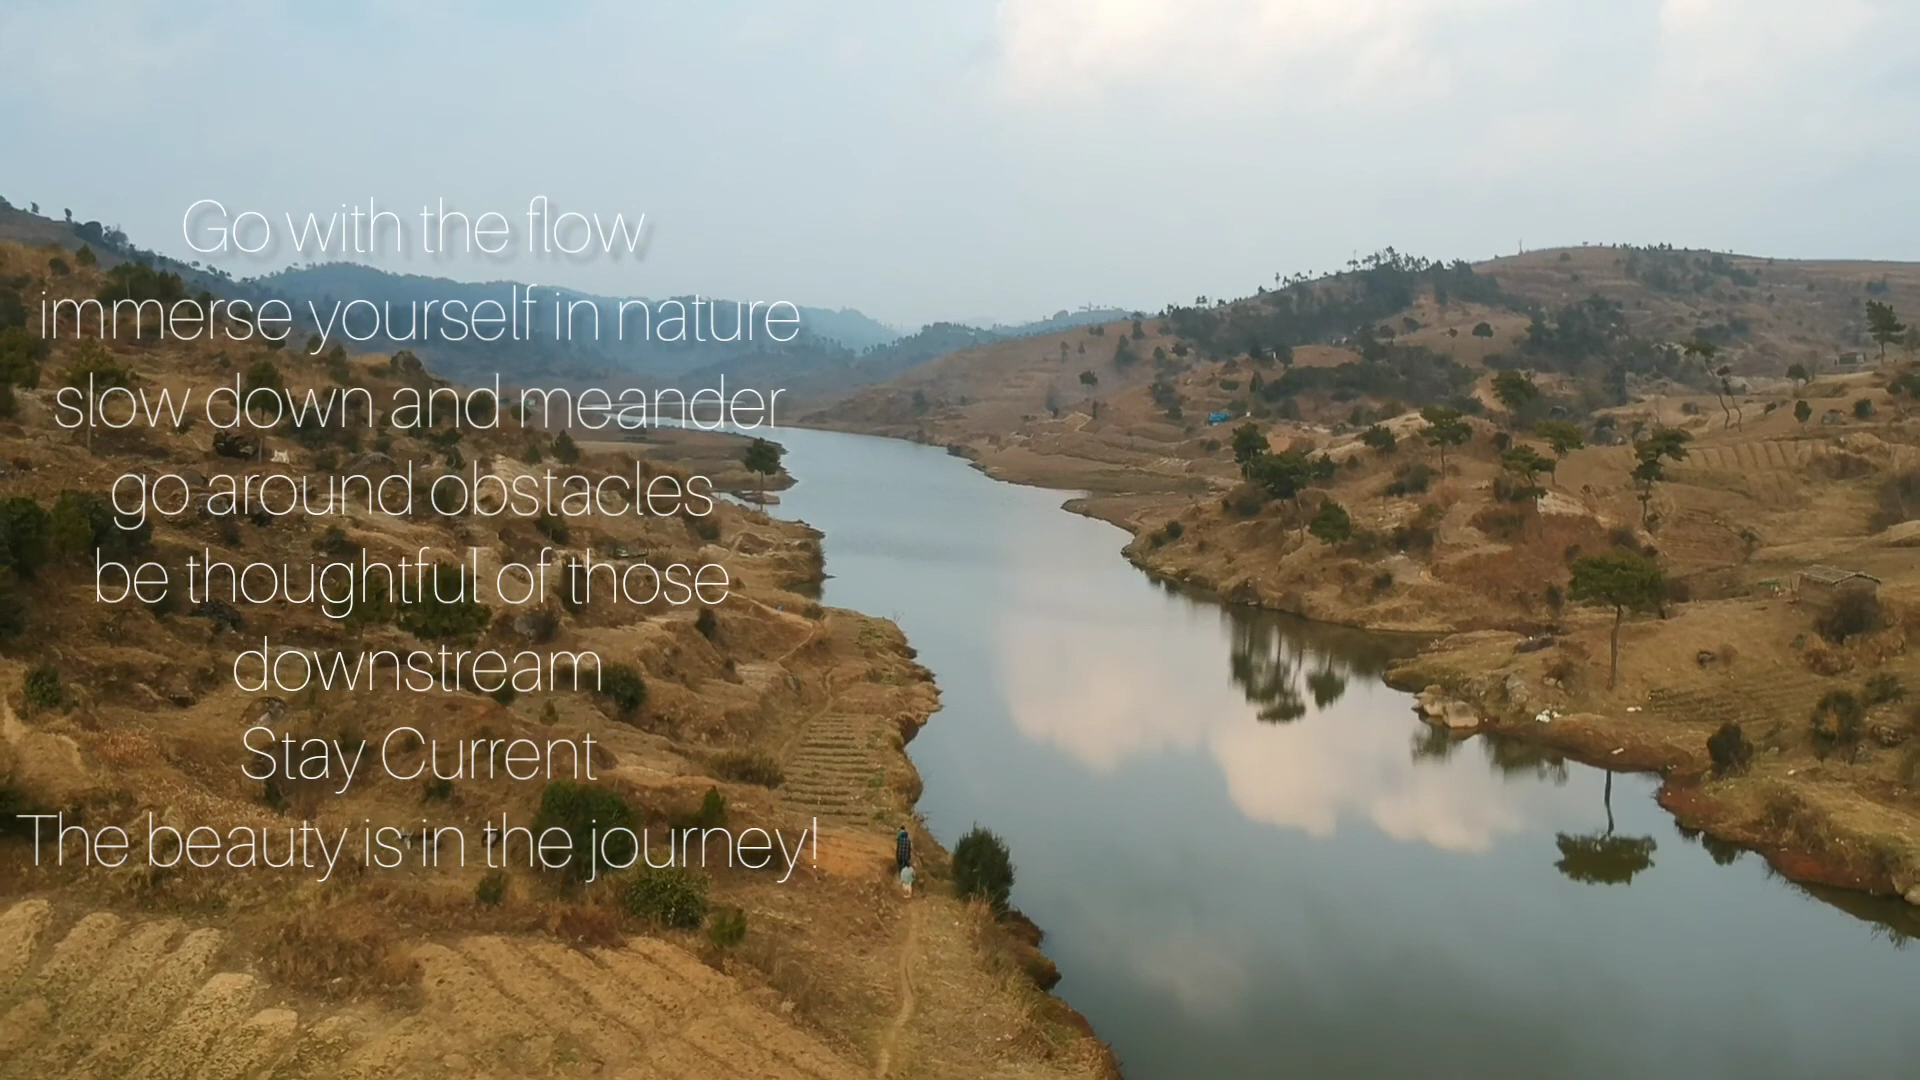 Go with the flow
immerse yourself in nature
slow down and meander
go around obstacles
be thoughtful of those
downstream
Stay Current
The beauty is in the journey!